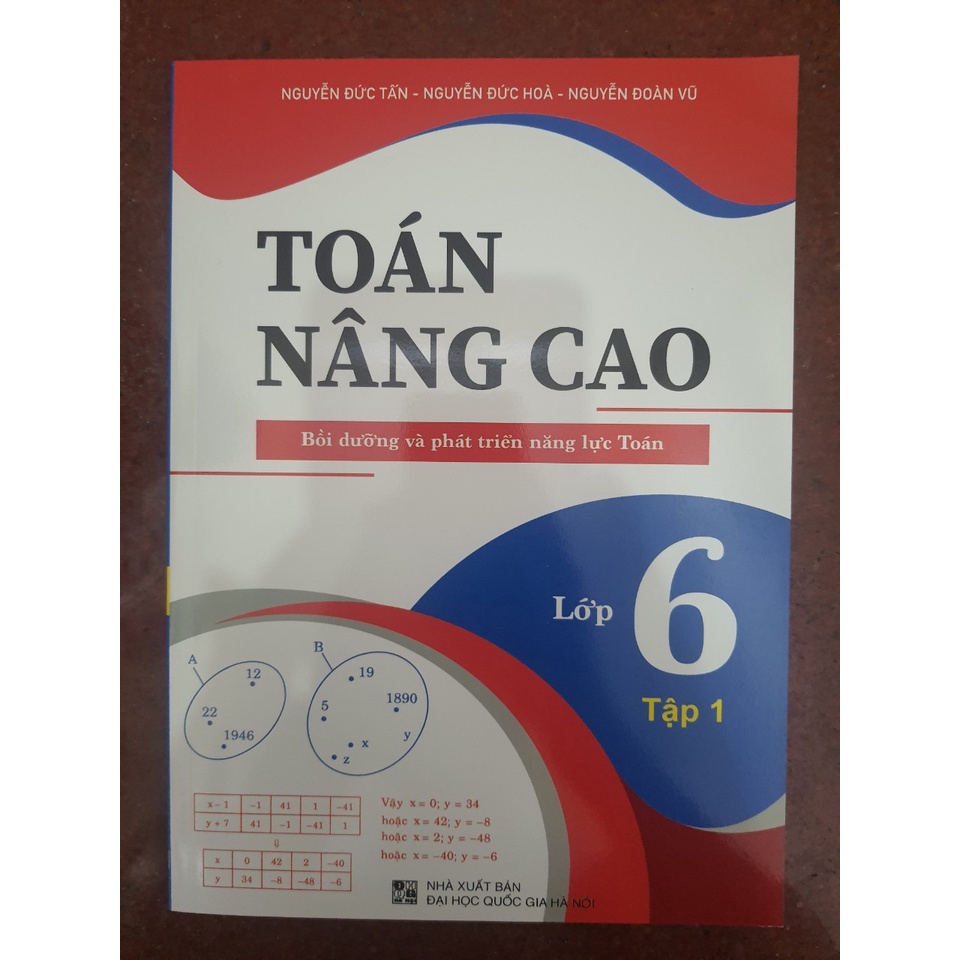 NGUYỄN ĐỨC TẤN - NGUYỄN ĐỨC HOÀ - NGUYỄN ĐOÀN VŨ
TOÁN
NÂNG CAO
Bồi dưỡng và phát triển năng lực Toán
Lớp 6
Tập 1
A
12
22
1946
B
19
5
1890
x
y
z
x – 1 –1 41 1 –41
y + 7 41 –1 –41 1
⇓
x 0 42 2 –40
y 34 –8 –48 –6
Vậy x = 0; y = 34
hoặc x = 42; y = –8
hoặc x = 2; y = –48
hoặc x = –40; y = –6
NHÀ XUẤT BẢN
ĐẠI HỌC QUỐC GIA HÀ NỘI